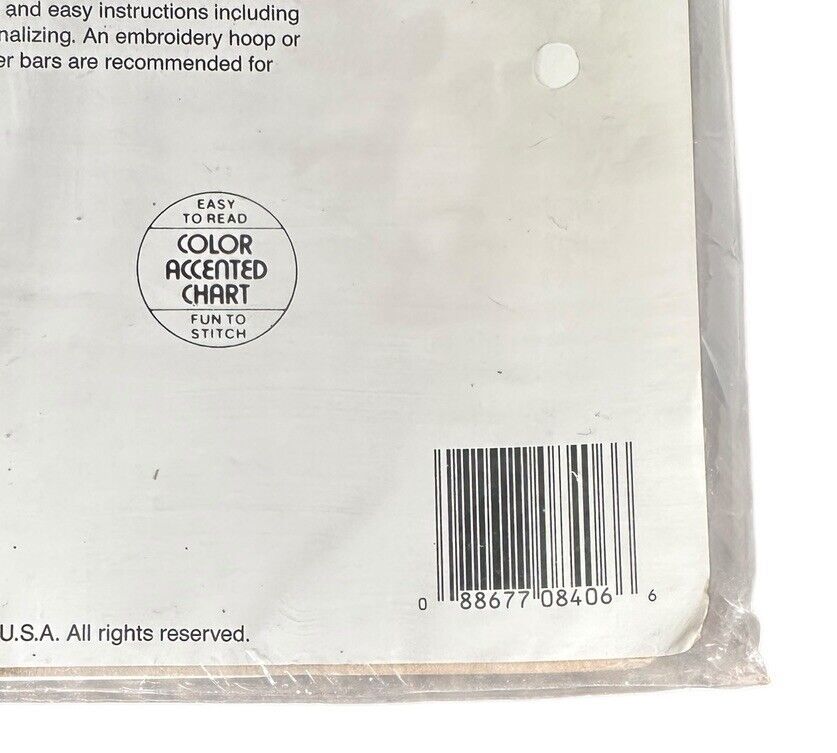 and easy instructions including
nalizing. An embroidery hoop or
er bars are recommended for
EASY
TO READ
COLOR
ACCENTED
CHART
FUN TO
STITCH
0 88677 08406 6
U.S.A. All rights reserved.